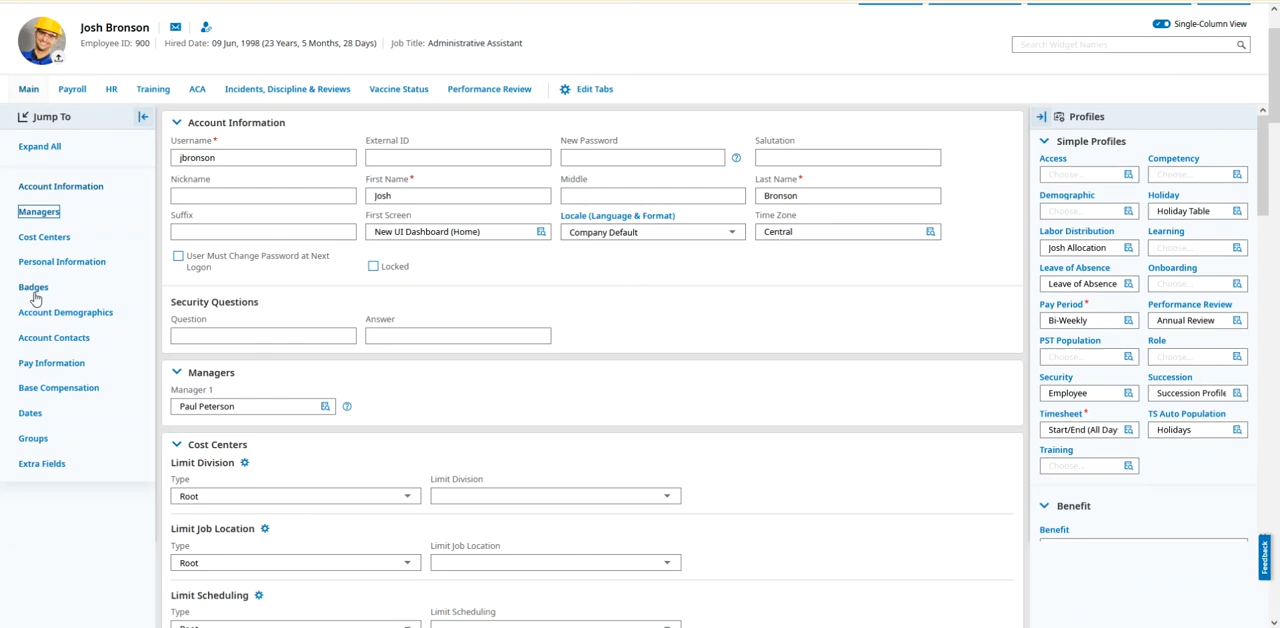 Josh Bronson
Employee ID: 900 Hired Date: 09 Jun, 1998 (23 Years, 5 Months, 28 Days) Job Title: Administrative Assistant
Single-Column View
Search Widget Names
Main Payroll HR Training ACA Incidents, Discipline & Reviews Vaccine Status Performance Review Edit Tabs
Jump To
Expand All
Account Information
Managers
Cost Centers
Personal Information
Badges
Account Demographics
Account Contacts
Pay Information
Base Compensation
Dates
Groups
Extra Fields
Account Information
Username* External ID New Password Salutation
jbronson
Nickname First Name* Middle Last Name*
Josh Bronson
Suffix First Screen Locale (Language & Format) Time Zone
New UI Dashboard (Home) Company Default Central
User Must Change Password at Next
Logon
Locked
Security Questions
Question Answer
Managers
Manager 1
Paul Peterson
Cost Centers
Limit Division
Type Limit Division
Root
Limit Job Location
Type Limit Job Location
Root
Limit Scheduling
Type Limit Scheduling
Profiles
Simple Profiles
Access Competency
Choose... Choose...
Demographic Holiday
Choose... Holiday Table
Labor Distribution Learning
Josh Allocation Choose...
Leave of Absence Onboarding
Leave of Absence Choose...
Pay Period* Performance Review
Bi-Weekly Annual Review
PST Population Role
Choose... Choose...
Security Succession
Employee Succession Profile
Timesheet* TS Auto Population
Start/End (All Day Holidays
Training
Choose...
Benefit
Benefit
Feedback